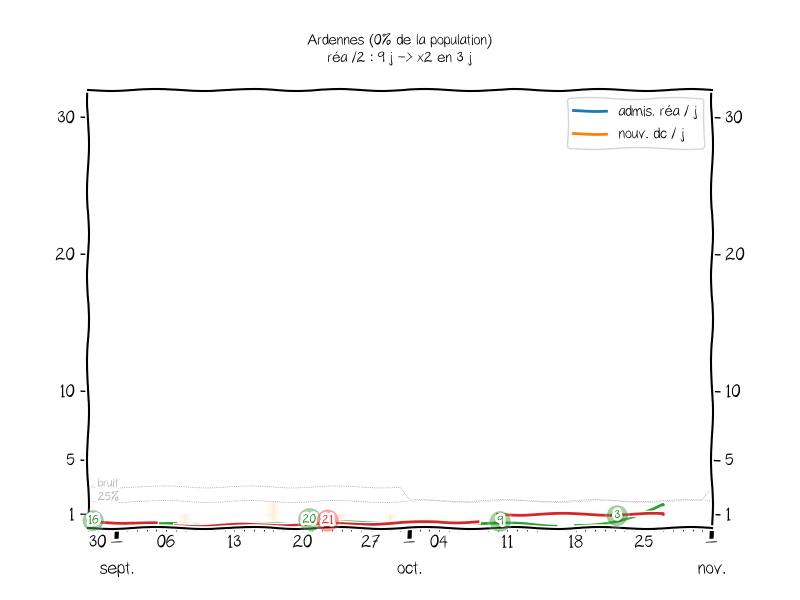 Ardennes (0% de la population)
réa /2 : 9 j -> x2 en 3 j
admis. réa / j
nouv. dc / j
30 30
20 20
10 10
5 5
bruit
25%
1 1
16 20 21 9 3
30 06 13 20 27 04 11 18 25
sept. oct. nov.